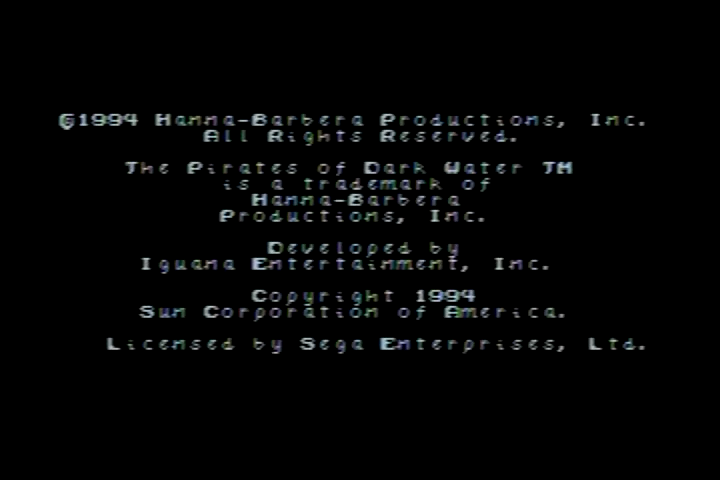 ©1994 Hanna-Barbera Productions, Inc.
All Rights Reserved.
The Pirates of Dark Water TM
is a trademark of
Hanna-Barbera
Productions, Inc.
Developed by
Iguana Entertainment, Inc.
Copyright 1994
Sun Corporation of America.
Licensed by Sega Enterprises, Ltd.